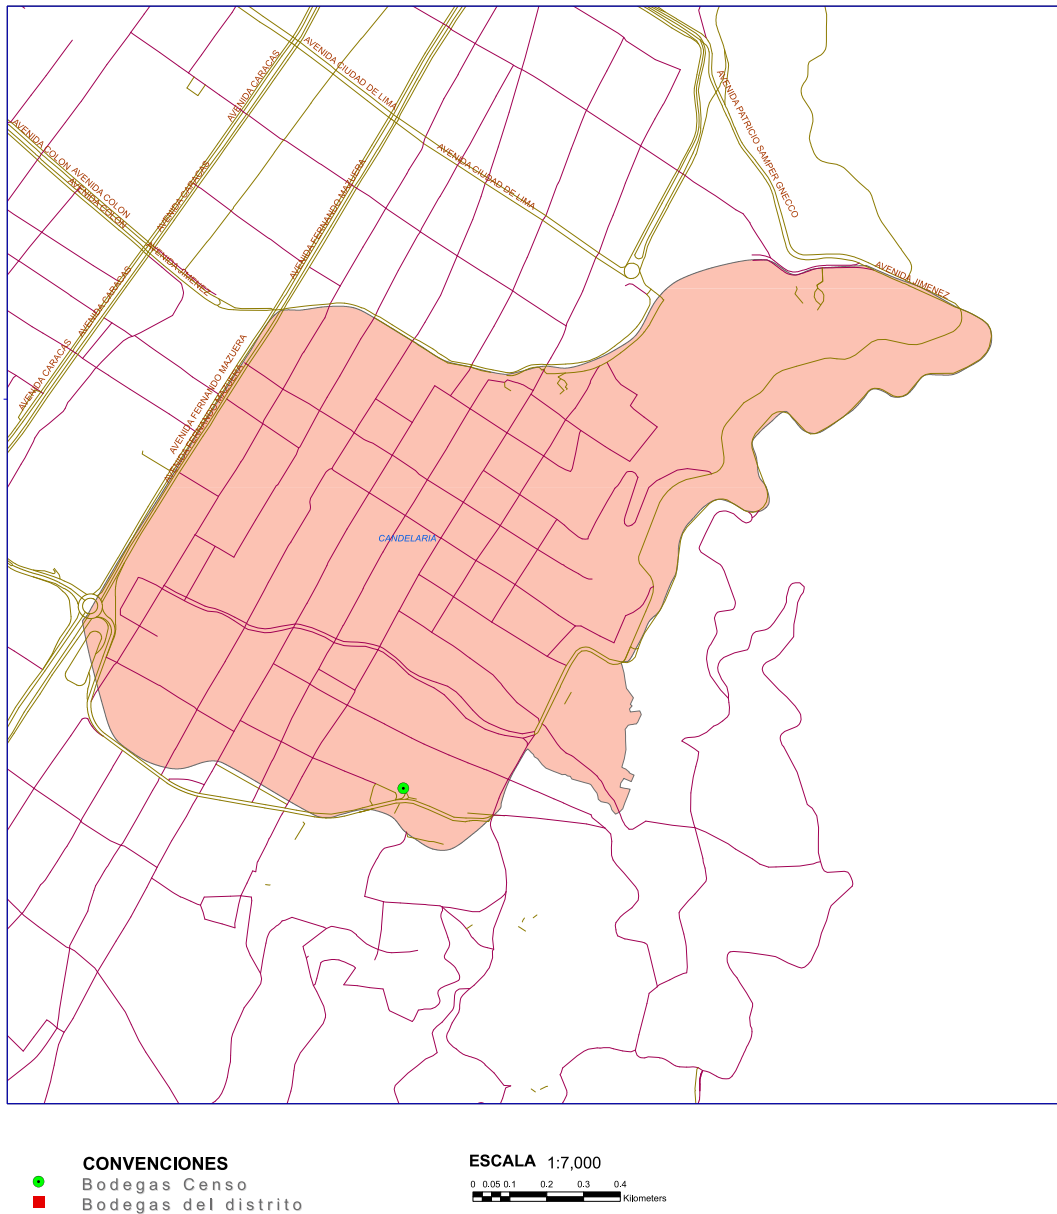 AVENIDA CARACAS
AVENIDA CIUDAD DE LIMA
AVENIDA PATRICIO SAMPER GNECCO
AVENIDA COLON AVENIDA COLON
AVENIDA COLON
AVENIDA CARACAS
AVENIDA FERNANDO MAZUERA
AVENIDA CIUDAD DE LIMA
AVENIDA JIMENEZ
AVENIDA JIMENEZ
AVENIDA CARACAS
AVENIDA CARACAS
AVENIDA FERNANDO MAZUERA
AVENIDA FERNANDO MAZUERA
CANDELARIA
CONVENCIONES
Bodegas Censo
Bodegas del distrito
ESCALA 1:7,000
0 0.05 0.1 0.2 0.3 0.4
Kilometers